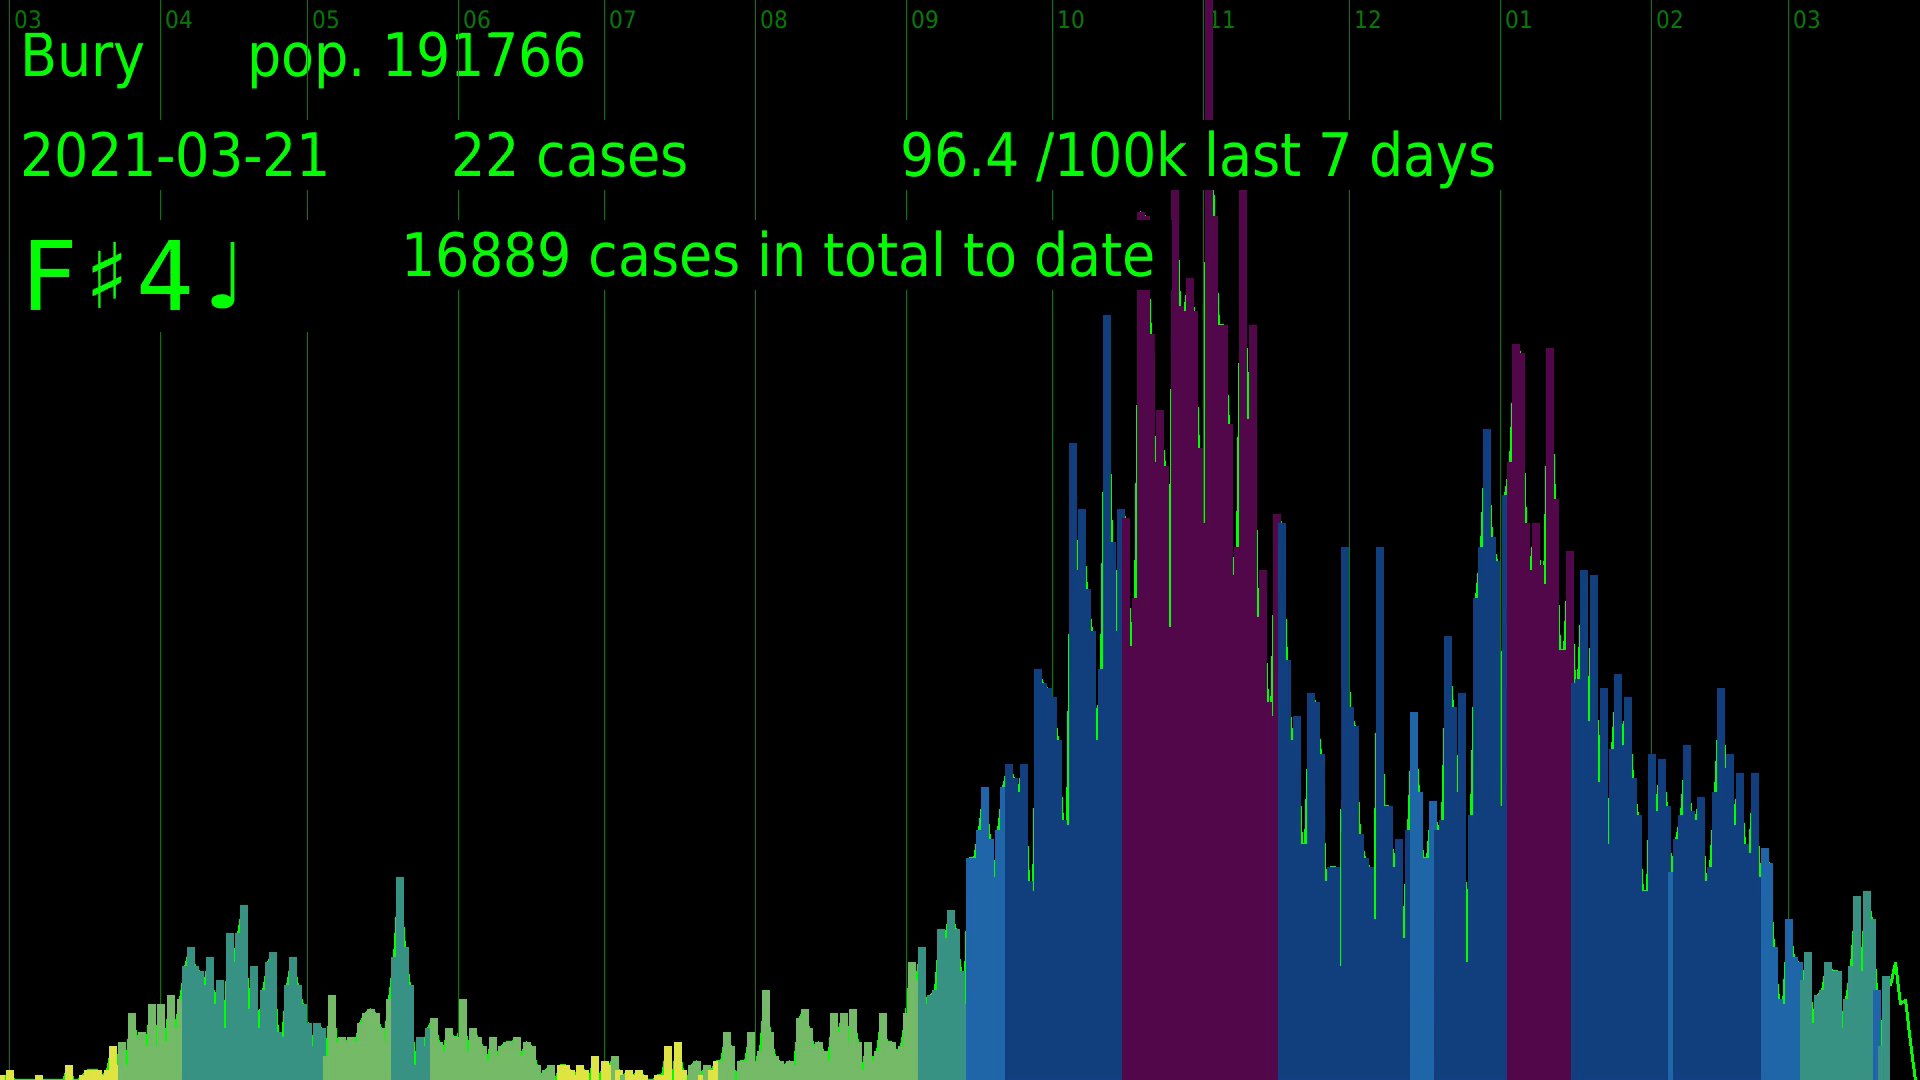 03 04 05 06 07 08 09 10 11 12 01 02 03
Bury pop. 191766
2021-03-21 22 cases 96.4 /100k last 7 days
F♯4♩ 16889 cases in total to date